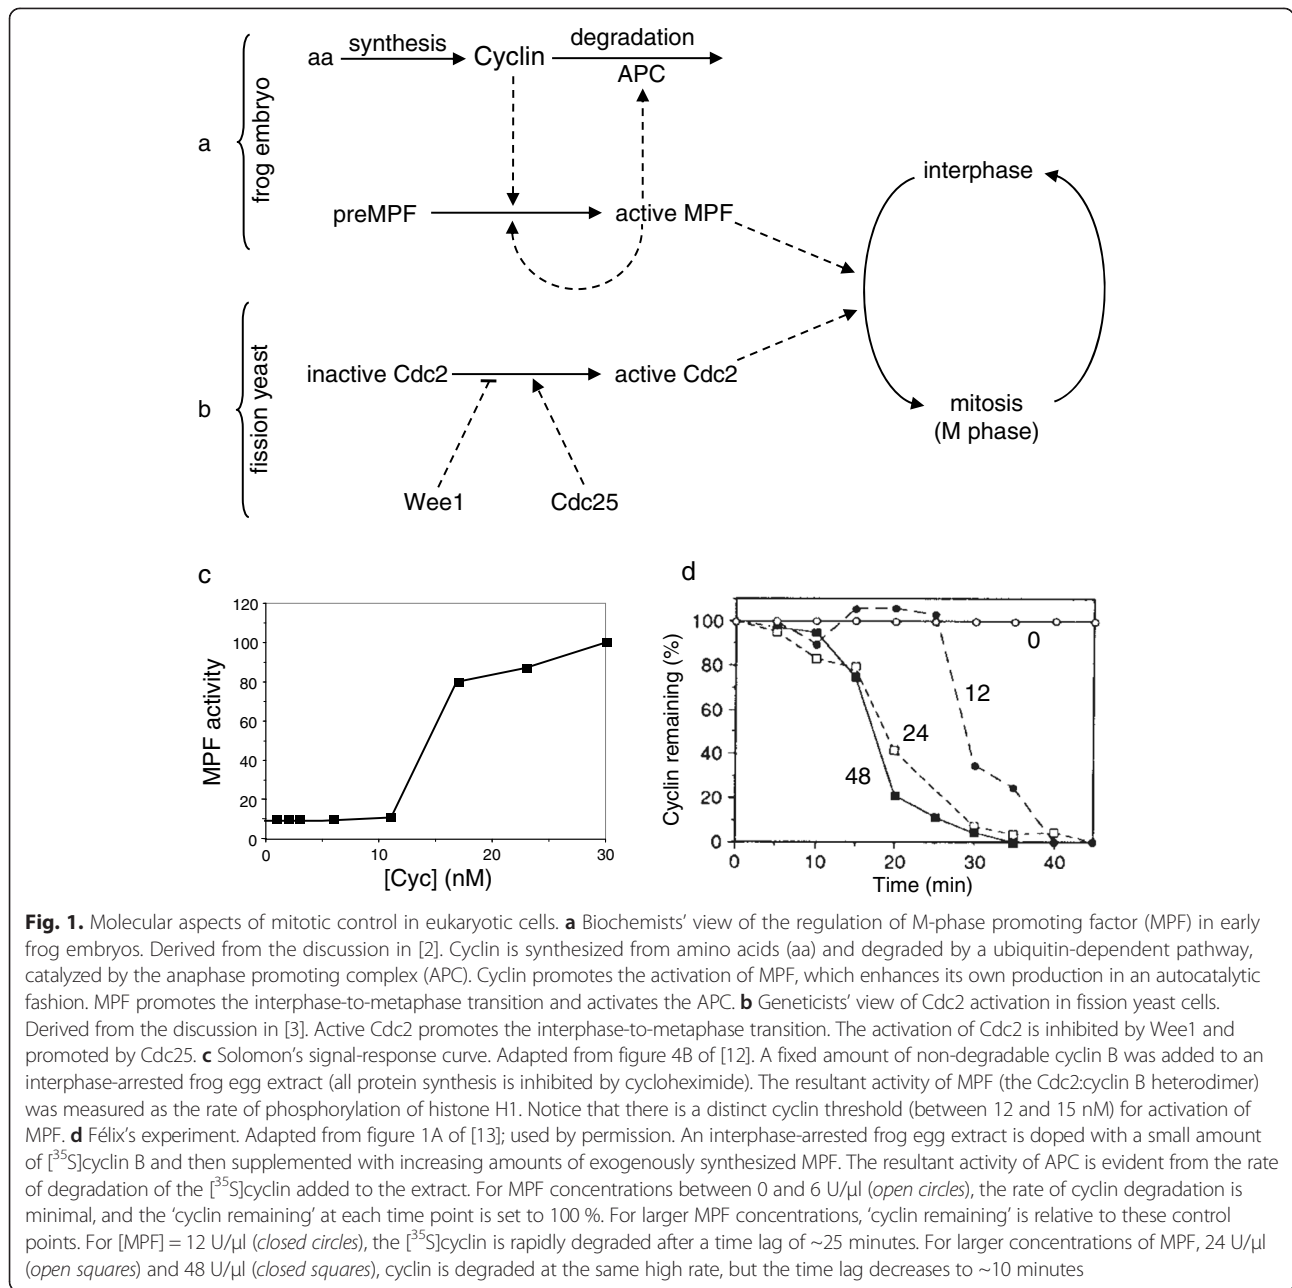 aa synthesis Cyclin degradation
APC
a
frog embryo
preMPF active MPF
interphase
b
fission yeast
inactive Cdc2 active Cdc2
mitosis
(M phase)
Wee1 Cdc25
c
120
100
80
60
40
20
0
MPF activity
0 10 20 30
[Cyc] (nM)
d
100
80
60
40
20
0
Cyclin remaining (%)
0
12
24
48
0 10 20 30 40
Time (min)
Fig. 1. Molecular aspects of mitotic control in eukaryotic cells. a Biochemists’ view of the regulation of M-phase promoting factor (MPF) in early
frog embryos. Derived from the discussion in [2]. Cyclin is synthesized from amino acids (aa) and degraded by a ubiquitin-dependent pathway,
catalyzed by the anaphase promoting complex (APC). Cyclin promotes the activation of MPF, which enhances its own production in an autocatalytic
fashion. MPF promotes the interphase-to-metaphase transition and activates the APC. b Geneticists’ view of Cdc2 activation in fission yeast cells.
Derived from the discussion in [3]. Active Cdc2 promotes the interphase-to-metaphase transition. The activation of Cdc2 is inhibited by Wee1 and
promoted by Cdc25. c Solomon’s signal-response curve. Adapted from figure 4B of [12]. A fixed amount of non-degradable cyclin B was added to an
interphase-arrested frog egg extract (all protein synthesis is inhibited by cycloheximide). The resultant activity of MPF (the Cdc2:cyclin B heterodimer)
was measured as the rate of phosphorylation of histone H1. Notice that there is a distinct cyclin threshold (between 12 and 15 nM) for activation of
MPF. d Félix’s experiment. Adapted from figure 1A of [13]; used by permission. An interphase-arrested frog egg extract is doped with a small amount
of [³⁵S]cyclin B and then supplemented with increasing amounts of exogenously synthesized MPF. The resultant activity of APC is evident from the rate
of degradation of the [³⁵S]cyclin added to the extract. For MPF concentrations between 0 and 6 U/μl (open circles), the rate of cyclin degradation is
minimal, and the ‘cyclin remaining’ at each time point is set to 100 %. For larger MPF concentrations, ‘cyclin remaining’ is relative to these control
points. For [MPF] = 12 U/μl (closed circles), the [³⁵S]cyclin is rapidly degraded after a time lag of ~25 minutes. For larger concentrations of MPF, 24 U/μl
(open squares) and 48 U/μl (closed squares), cyclin is degraded at the same high rate, but the time lag decreases to ~10 minutes